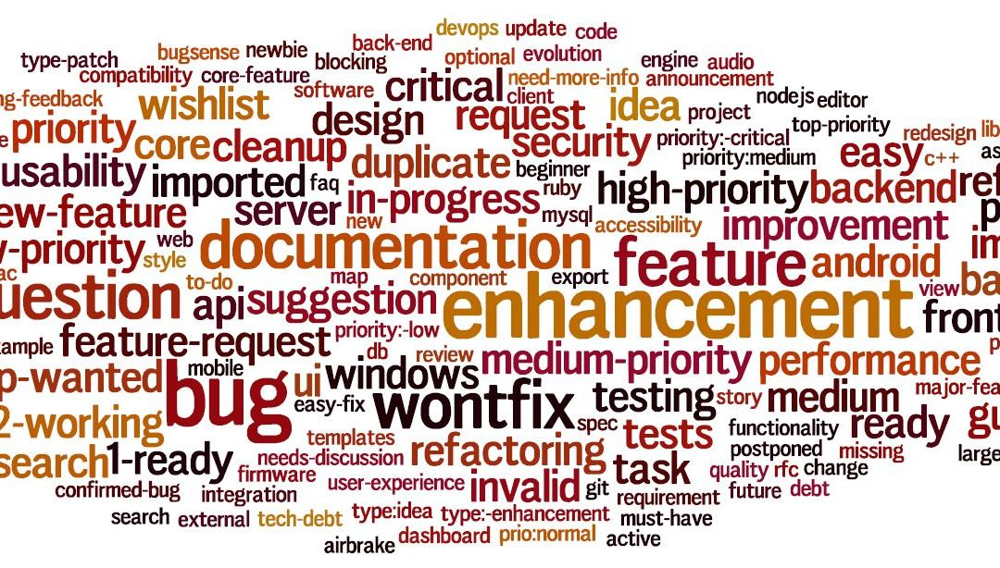 devops update code
back-end
bugsense newbie
optional evolution
type-patch
blocking
engine audio
compatibility core-feature
need-more-info announcement
software critical client
ng-feedback
wishlist
idea project
nodejs editor
design request
top-priority
priority
redesign lib
core cleanup
security priority:-critical
easy c++ as
duplicate beginner
priority:medium
usability imported faq
ruby high-priority backend ref
in-progress
ew-feature server new
mysql accessibility improvement
p
web documentation
y-priority style
feature android im
ac
to-do map component export
view ba
uestion api suggestion
enhancement front
priority:-low
xample feature-request
db review medium-priority performance p
p-wanted mobile
bug ui windows
easy-fix wontfix testing story medium major-fea
2-working
spec tests functionality ready gu
templates
search 1-ready
needs-discussion refactoring
postponed missing large
firmware
user-experience invalid git task quality rfc change
confirmed-bug integration
requirement future debt
search external tech-debt type:idea type:-enhancement must-have
airbrake dashboard prio:normal active